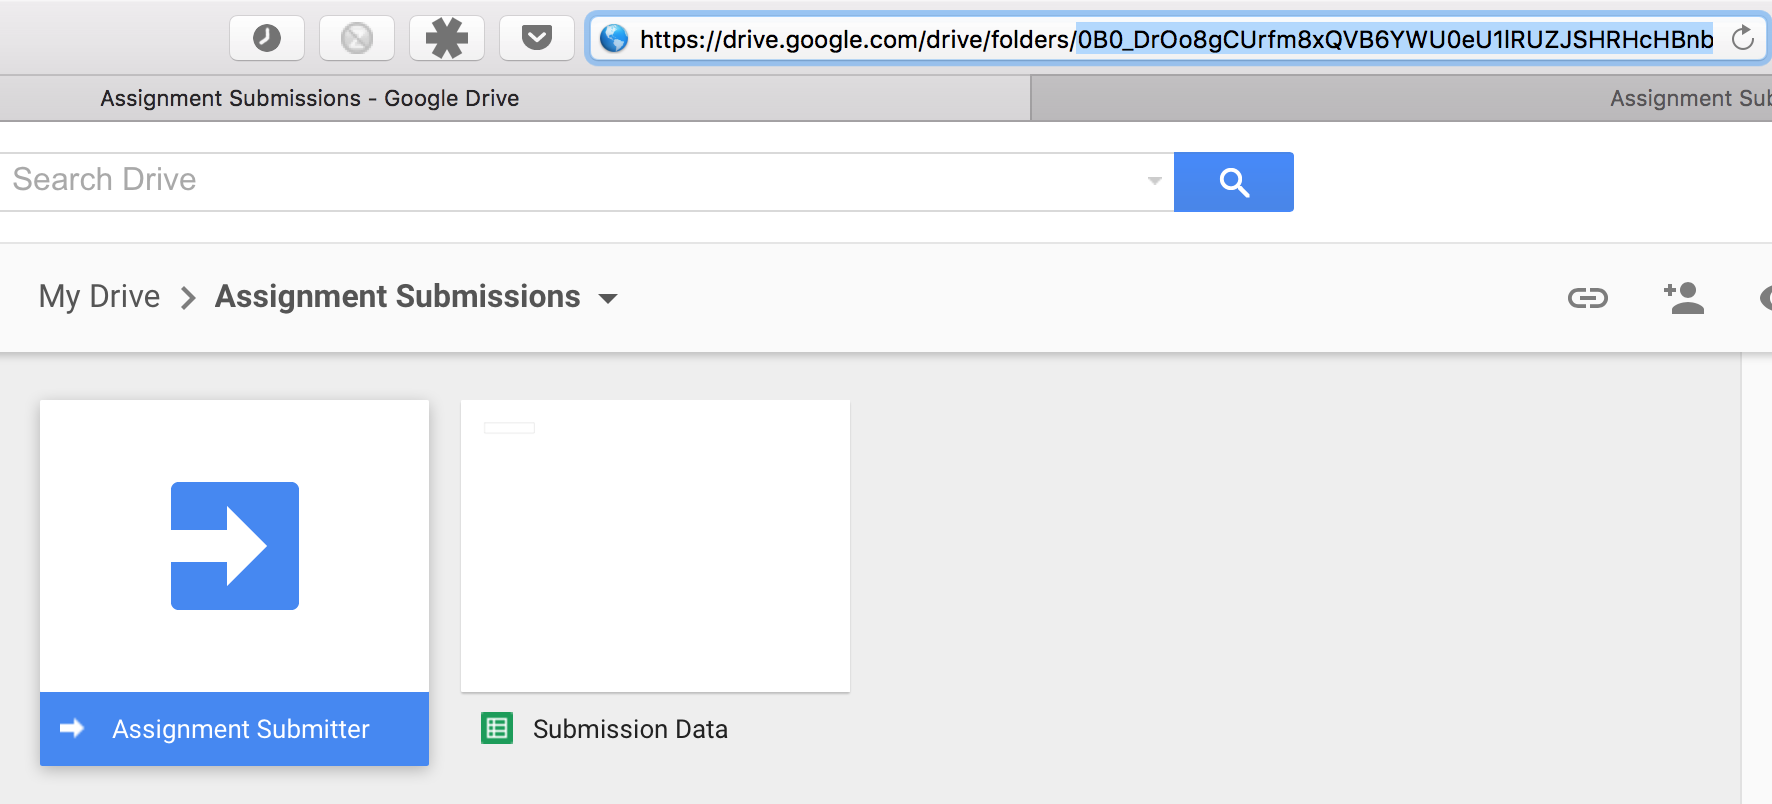 https://drive.google.com/drive/folders/0B0_DrOo8gCUrfm8xQVB6YWU0eU1lRUZJSHRHcHBnb
Assignment Submissions - Google Drive
Assignment Sub
Search Drive
My Drive > Assignment Submissions
Assignment Submitter
Submission Data